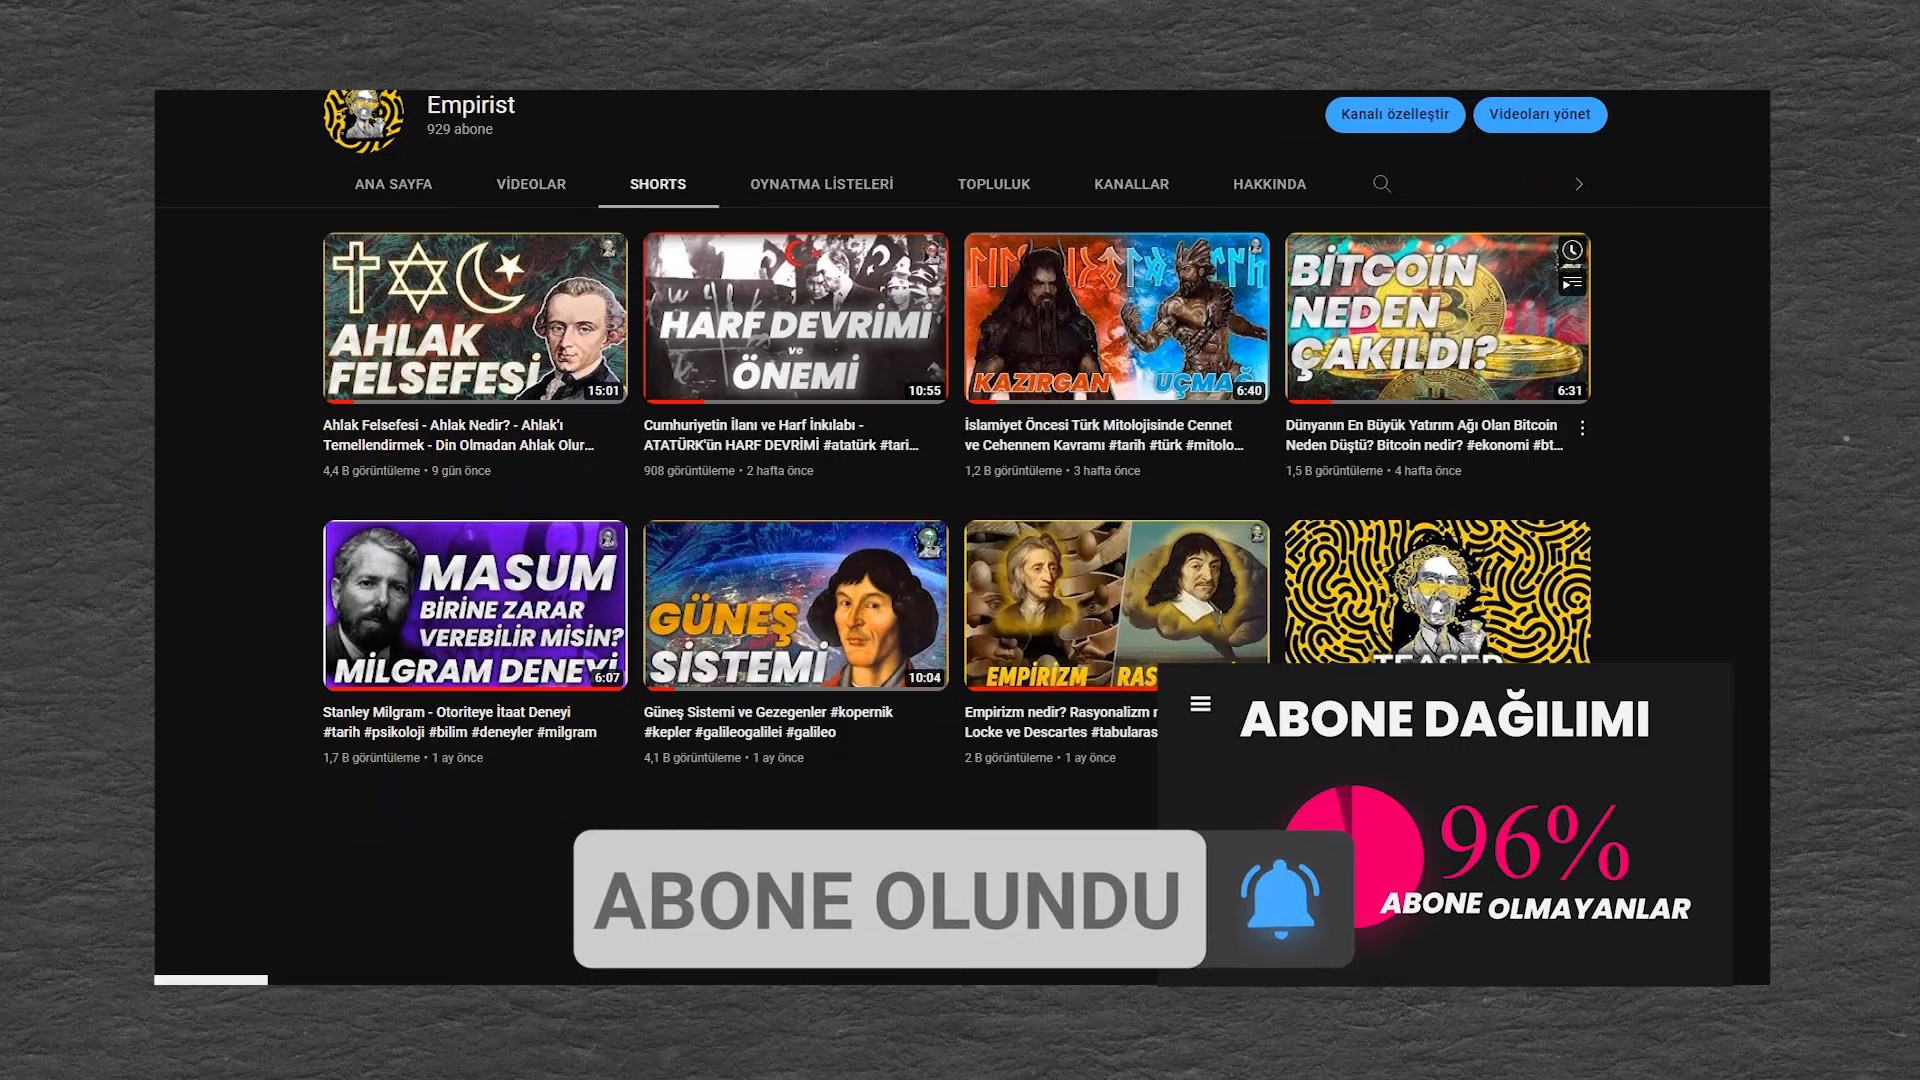 Empirist
929 abone
Kanalı özelleştir
Videoları yönet
ANA SAYFA
VİDEOLAR
SHORTS
OYNATMA LİSTELERİ
TOPLULUK
KANALLAR
HAKKINDA
AHLAK
FELSEFESİ
15:01
HARF DEVRİMİ
ve
ÖNEMİ
10:55
KAZIRGAN
UÇMAĞ
6:40
BİTCOİN
NEDEN
ÇAKILDI?
6:31
Ahlak Felsefesi - Ahlak Nedir? - Ahlak'ı
Temellendirmek - Din Olmadan Ahlak Olur...
4,4 B görüntüleme • 9 gün önce
Cumhuriyetin İlanı ve Harf İnkılabı -
ATATÜRK'ün HARF DEVRİMİ #atatürk #tari...
908 görüntüleme • 2 hafta önce
İslamiyet Öncesi Türk Mitolojisinde Cennet
ve Cehennem Kavramı #tarih #türk #mitolo...
1,2 B görüntüleme • 3 hafta önce
Dünyanın En Büyük Yatırım Ağı Olan Bitcoin
Neden Düştü? Bitcoin nedir? #ekonomi #bt...
1,5 B görüntüleme • 4 hafta önce
MASUM
BİRİNE ZARAR
VEREBİLİR MİSİN?
MİLGRAM DENEYİ
6:07
GÜNEŞ
SİSTEMİ
10:04
EMPİRİZM
RAS
TEASER
Stanley Milgram - Otoriteye İtaat Deneyi
#tarih #psikoloji #bilim #deneyler #milgram
1,7 B görüntüleme • 1 ay önce
Güneş Sistemi ve Gezegenler #kopernik
#kepler #galileogalilei #galileo
4,1 B görüntüleme • 1 ay önce
Empirizm nedir? Rasyonalizm
Locke ve Descartes #tabularas
2 B görüntüleme • 1 ay önce
ABONE DAĞILIMI
96%
ABONE OLMAYANLAR
ABONE OLUNDU